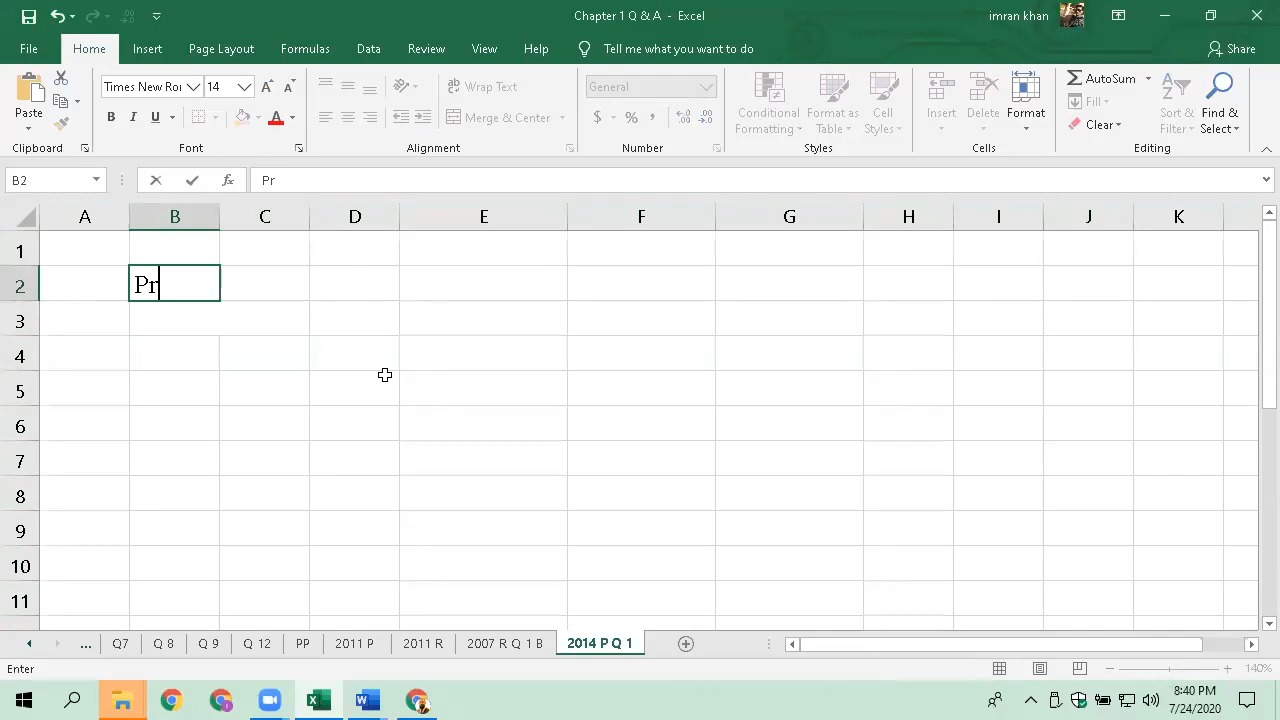 Chapter 1 Q & A - Excel
imran khan
File Home Insert Page Layout Formulas Data Review View Help Tell me what you want to do Share
Paste
Clipboard
Times New Ror 14
B I U
Font
Wrap Text
Merge & Center
Alignment
General
$ % ,
Number
Conditional Formatting
Format as Table
Cell Styles
Styles
Insert Delete Format
Cells
AutoSum
Fill
Clear
Sort & Filter
Find & Select
Editing
B2 fx Pr
A B C D E F G H I J K
1
2 Pr
3
4
5
6
7
8
9
10
11
... Q7 Q 8 Q 9 Q 12 PP 2011 P 2011 R 2007 R Q 1 B 2014 P Q 1
Enter
140%
8:40 PM
7/24/2020